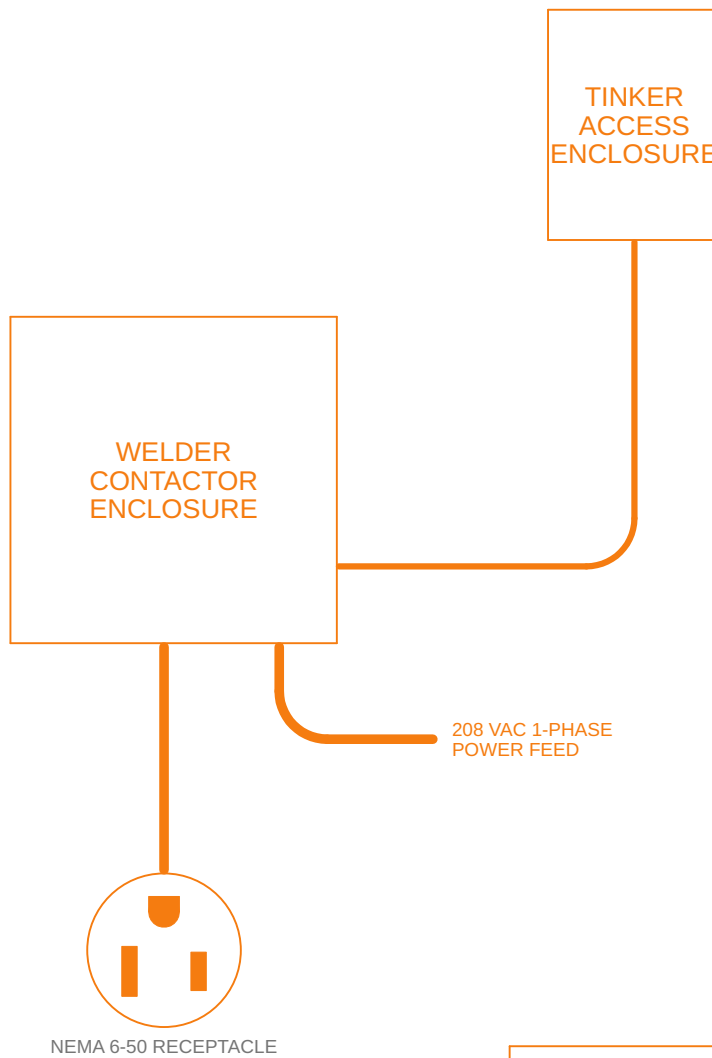 TINKER
ACCESS
ENCLOSURE
WELDER
CONTACTOR
ENCLOSURE
208 VAC 1-PHASE
POWER FEED
NEMA 6-50 RECEPTACLE